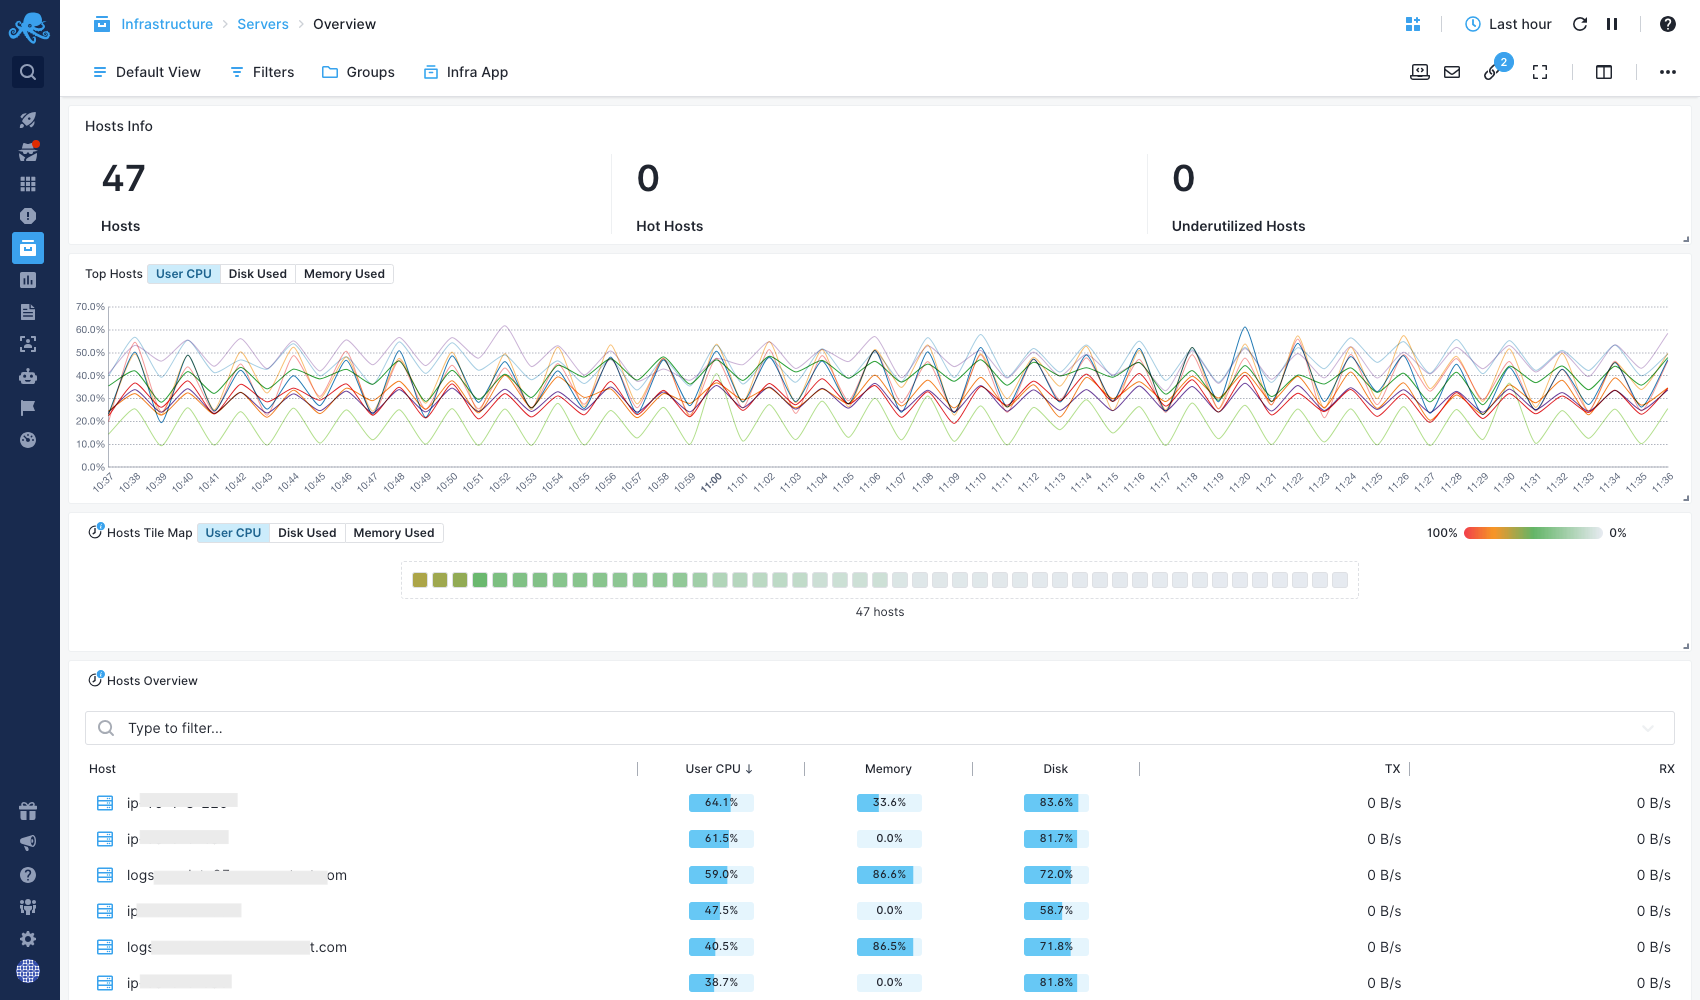 Infrastructure > Servers > Overview
Last hour
Default View Filters Groups Infra App
2
Hosts Info
47 0 0
Hosts Hot Hosts Underutilized Hosts
Top Hosts User CPU Disk Used Memory Used
70.0%
60.0%
50.0%
40.0%
30.0%
20.0%
10.0%
0.0%
10:37 10:38 10:39 10:40 10:41 10:42 10:43 10:44 10:45 10:46 10:47 10:48 10:49 10:50 10:51 10:52 10:53 10:54 10:55 10:56 10:57 10:58 10:59 11:00 11:01 11:02 11:03 11:04 11:05 11:06 11:07 11:08 11:09 11:10 11:11 11:12 11:13 11:14 11:15 11:16 11:17 11:18 11:19 11:20 11:21 11:22 11:23 11:24 11:25 11:26 11:27 11:28 11:29 11:30 11:31 11:32 11:33 11:34 11:35 11:36
Hosts Tile Map User CPU Disk Used Memory Used 100% 0%
47 hosts
Hosts Overview
Type to filter...
Host User CPU ↓ Memory Disk TX RX
ip 64.1% 33.6% 83.6% 0 B/s 0 B/s
ip 61.5% 0.0% 81.7% 0 B/s 0 B/s
logs om 59.0% 86.6% 72.0% 0 B/s 0 B/s
ip 47.5% 0.0% 58.7% 0 B/s 0 B/s
logs t.com 40.5% 86.5% 71.8% 0 B/s 0 B/s
ip 38.7% 0.0% 81.8% 0 B/s 0 B/s